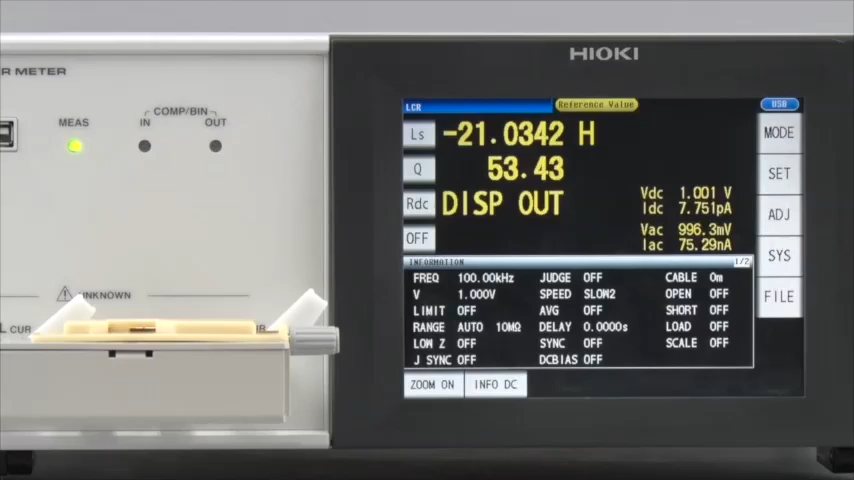 HIOKI
R METER
LCR
Reference Value
USB
COMP/BIN
MEAS
IN
OUT
Ls
-21.0342 H
MODE
Q
53.43
SET
Rdc
DISP OUT
Vdc 1.001 V
Idc 7.751pA
ADJ
OFF
Vac 996.3mV
Iac 75.29nA
SYS
INFORMATION
1/2
FREQ 100.00kHz JUDGE OFF CABLE 0m
V 1.000V SPEED SLOW2 OPEN OFF
LIMIT OFF AVG OFF SHORT OFF
RANGE AUTO 10MΩ DELAY 0.0000s LOAD OFF
LOW Z OFF SYNC OFF SCALE OFF
J SYNC OFF DCBIAS OFF
FILE
ZOOM ON
INFO DC
UNKNOWN
L CUR